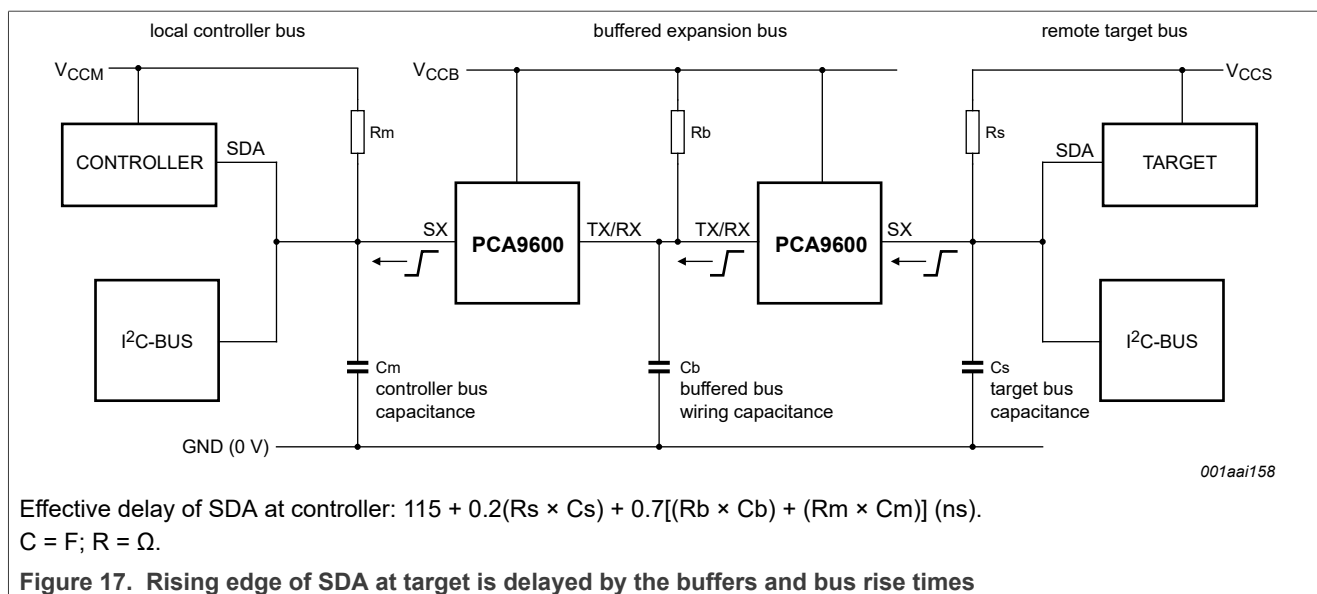 local controller bus
buffered expansion bus
remote target bus
VCCM
VCCB
VCCS
Rm
Rb
Rs
CONTROLLER
SDA
SDA
TARGET
SX
PCA9600
TX/RX
TX/RX
PCA9600
SX
I²C-BUS
I²C-BUS
Cm
controller bus
capacitance
Cb
buffered bus
wiring capacitance
Cs
target bus
capacitance
GND (0 V)
001aai158
Effective delay of SDA at controller: 115 + 0.2(Rs × Cs) + 0.7[(Rb × Cb) + (Rm × Cm)] (ns).
C = F; R = Ω.
Figure 17. Rising edge of SDA at target is delayed by the buffers and bus rise times